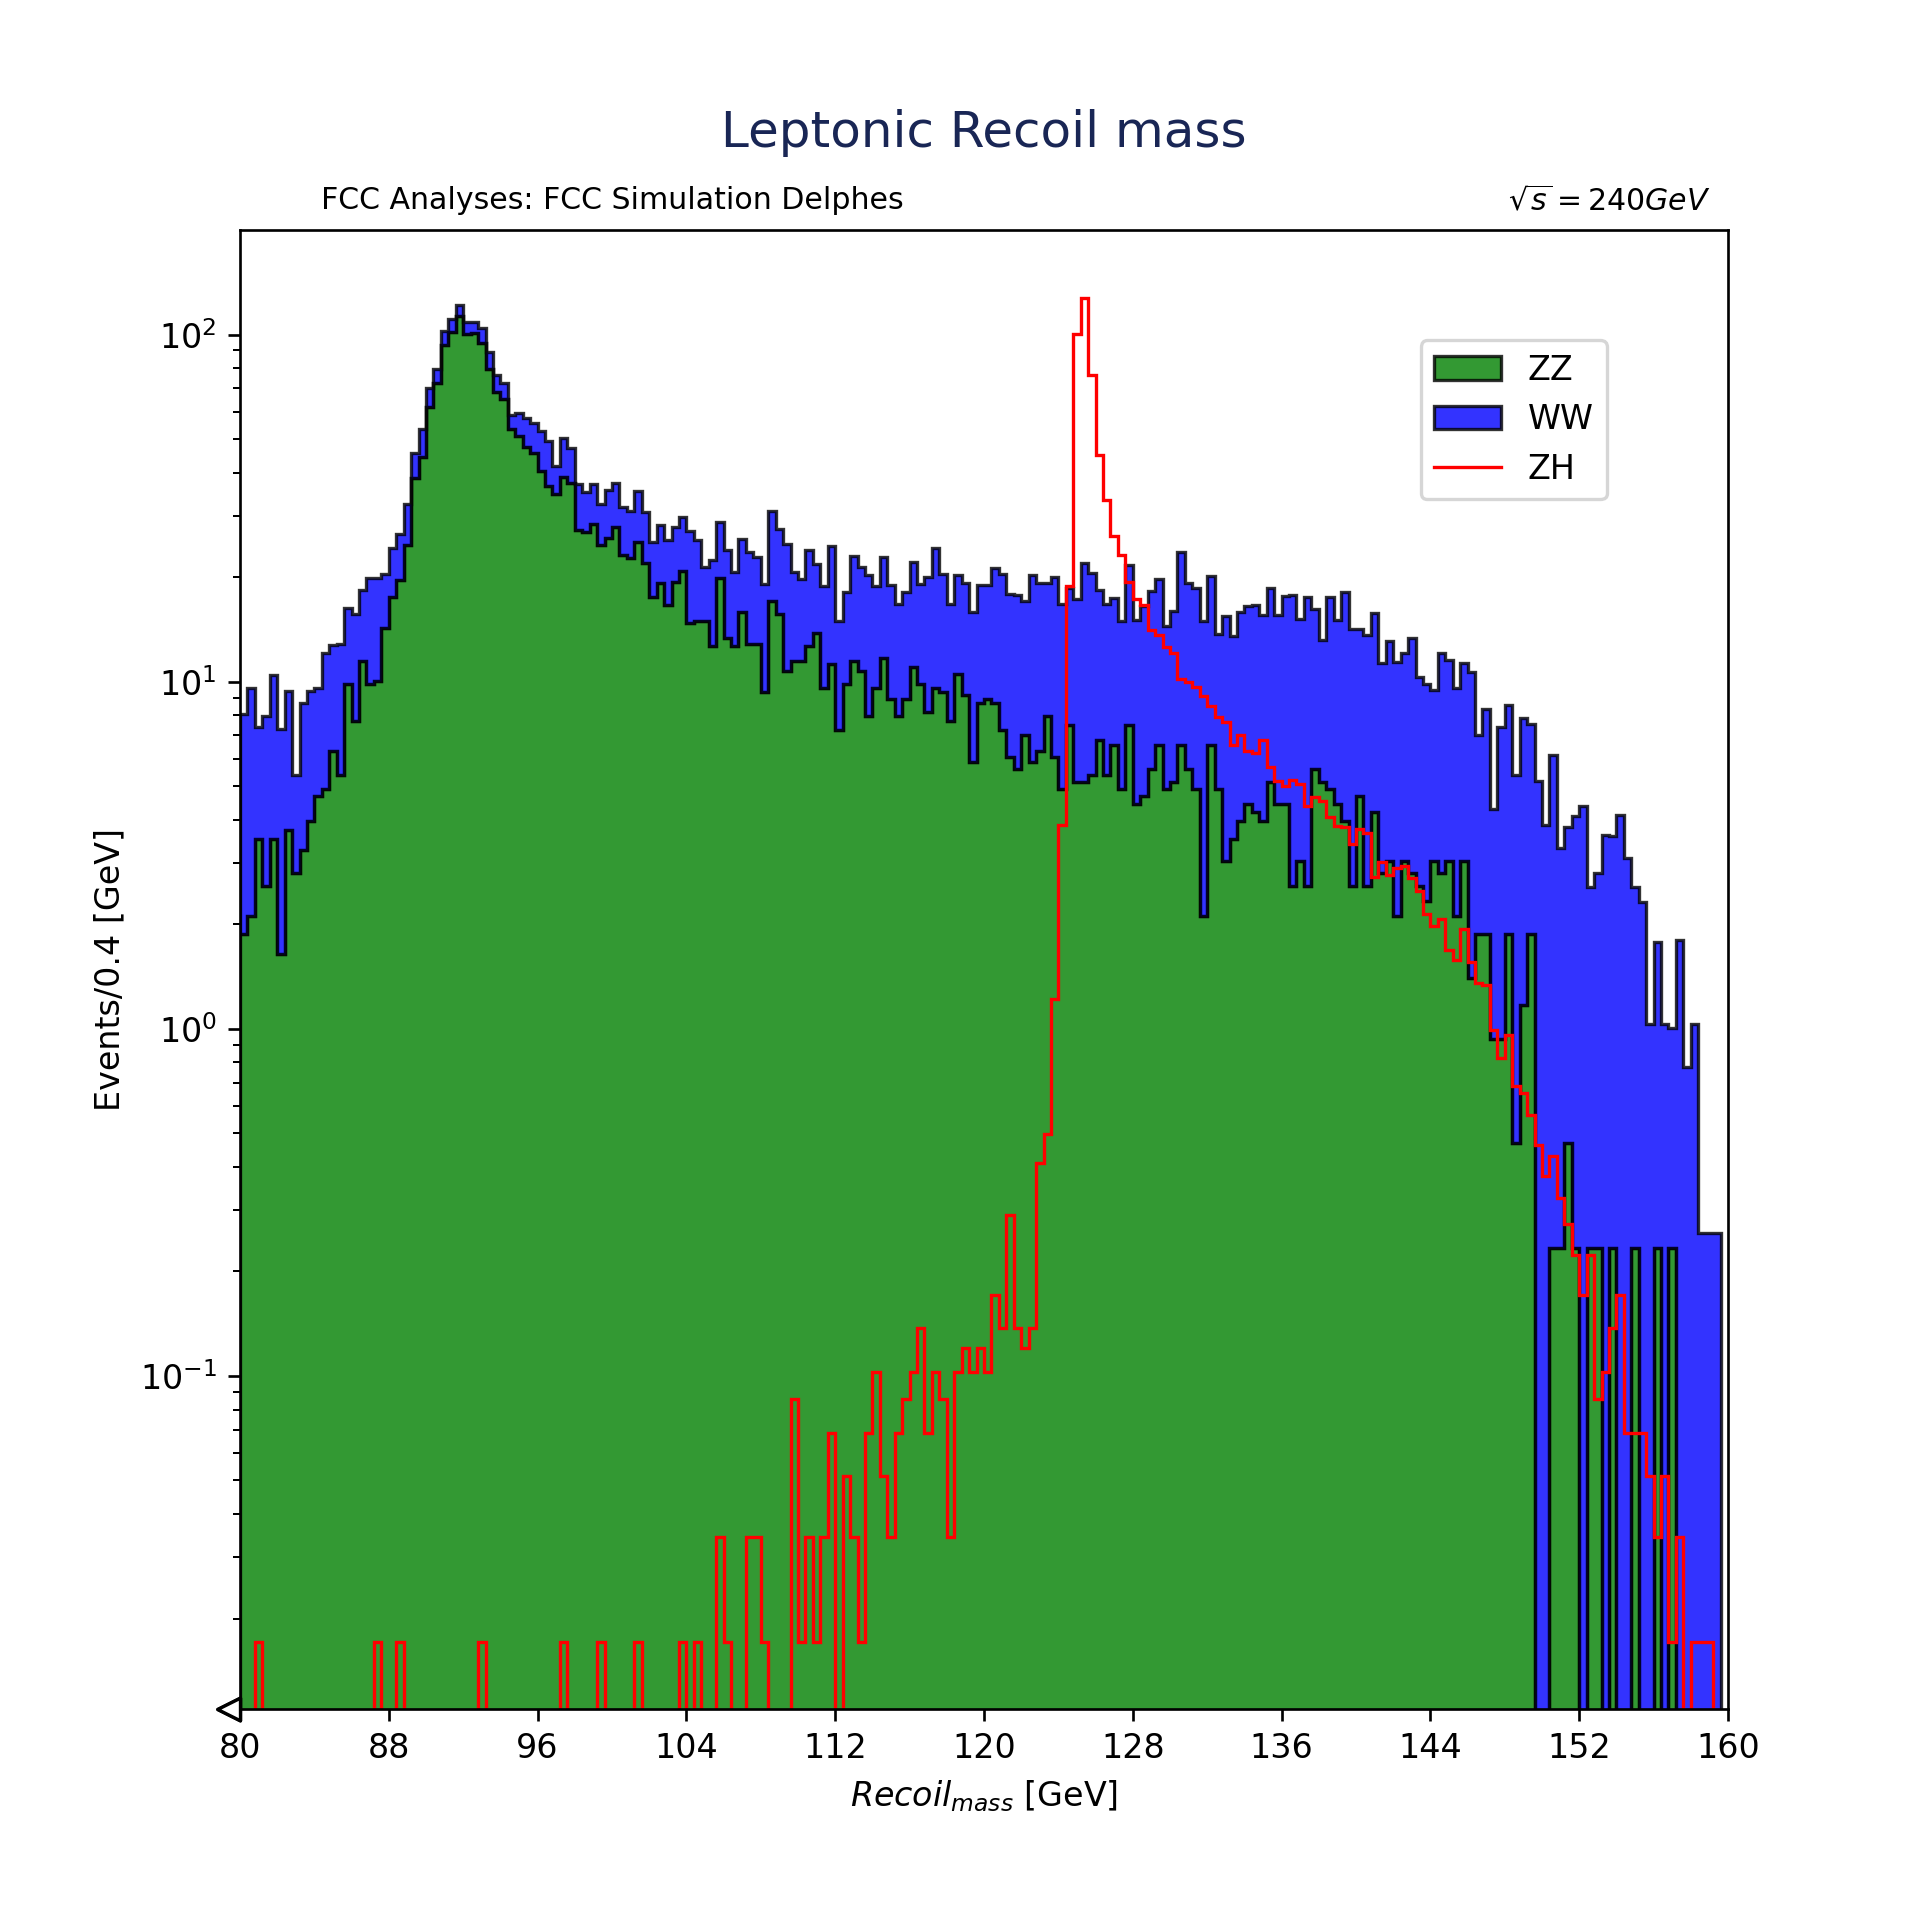 Leptonic Recoil mass
FCC Analyses: FCC Simulation Delphes
√s = 240GeV
ZZ
WW
ZH
10²
10¹
10⁰
10⁻¹
Events/0.4 [GeV]
80 88 96 104 112 120 128 136 144 152 160
Recoil_mass [GeV]